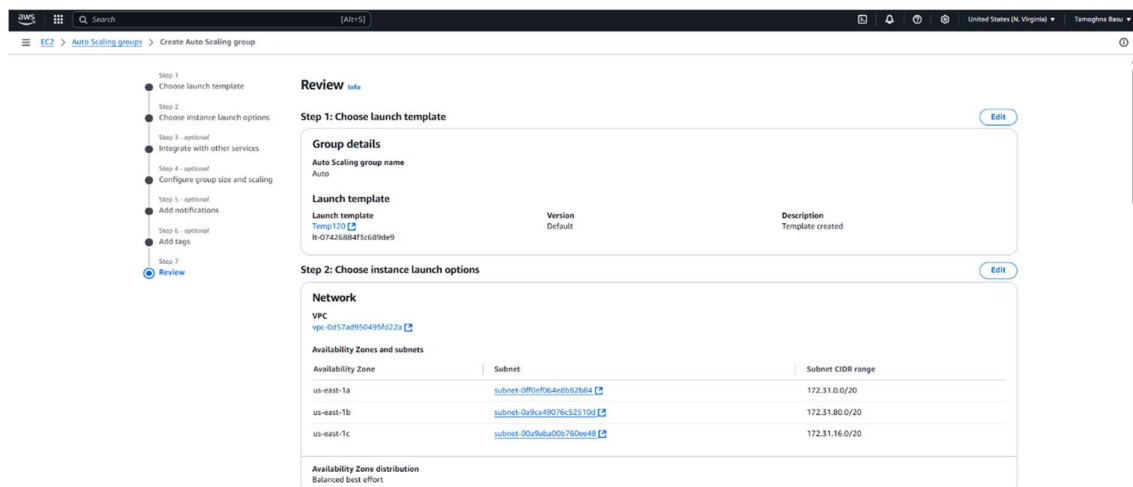 aws
Search
[Alt+S]
United States (N. Virginia)
Tamoghna Basu
EC2 > Auto Scaling groups > Create Auto Scaling group
Step 1
Choose launch template
Step 2
Choose instance launch options
Step 3 - optional
Integrate with other services
Step 4 - optional
Configure group size and scaling
Step 5 - optional
Add notifications
Step 6 - optional
Add tags
Step 7
Review
Review Info
Step 1: Choose launch template
Edit
Group details
Auto Scaling group name
Auto
Launch template
Launch template Version Description
Temp120 Default Template created
lt-07426884f3c689de9
Step 2: Choose instance launch options
Edit
Network
VPC
vpc-0d57ad950495fd22a
Availability Zones and subnets
Availability Zone Subnet Subnet CIDR range
us-east-1a subnet-0ff0ef064e8b82b84 172.31.0.0/20
us-east-1b subnet-0a9ca49076c52510d 172.31.80.0/20
us-east-1c subnet-00a9aba00b760ee48 172.31.16.0/20
Availability Zone distribution
Balanced best effort